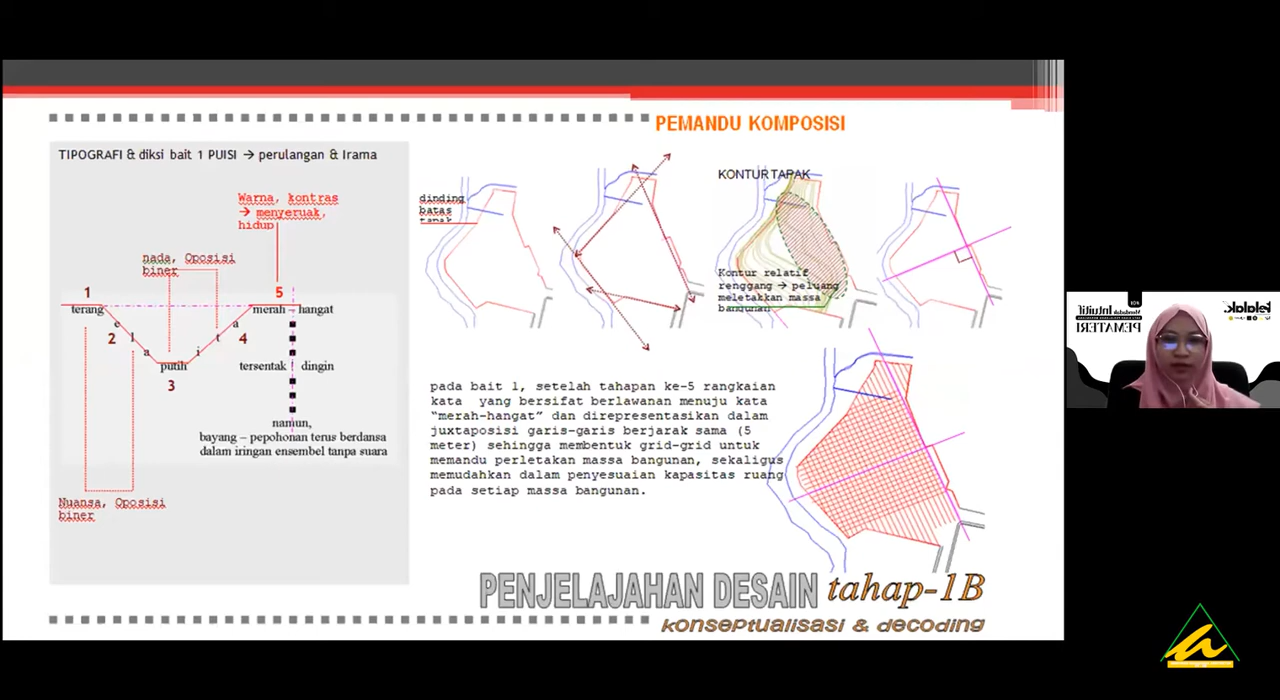 PEMANDU KOMPOSISI
TIPOGRAFI & diksi bait 1 PUISI → perulangan & Irama
Warna, kontras
→ menyeruak,
hidup
nada, Oposisi
biner
1
5
terang
merah – hangat
e
l
a
2
putih
3
i
t
a
4
tersentak
dingin
namun,
bayang – pepohonan terus berdansa
dalam iringan ensembel tanpa suara
Nuansa, Oposisi
biner
dinding
batas
tapak
KONTUR TAPAK
Kontur relatif
renggang → peluang
meletakkan massa
bangunan
pada bait 1, setelah tahapan ke-5 rangkaian
kata yang bersifat berlawanan menuju kata
“merah-hangat” dan direpresentasikan dalam
juxtaposisi garis-garis berjarak sama (5
meter) sehingga membentuk grid-grid untuk
memandu perletakan massa bangunan, sekaligus
memudahkan dalam penyesuaian kapasitas ruang
pada setiap massa bangunan.
PENJELAJAHAN DESAIN tahap-1B
konseptualisasi & decoding
Mendadak Intuitif
PEMATERI